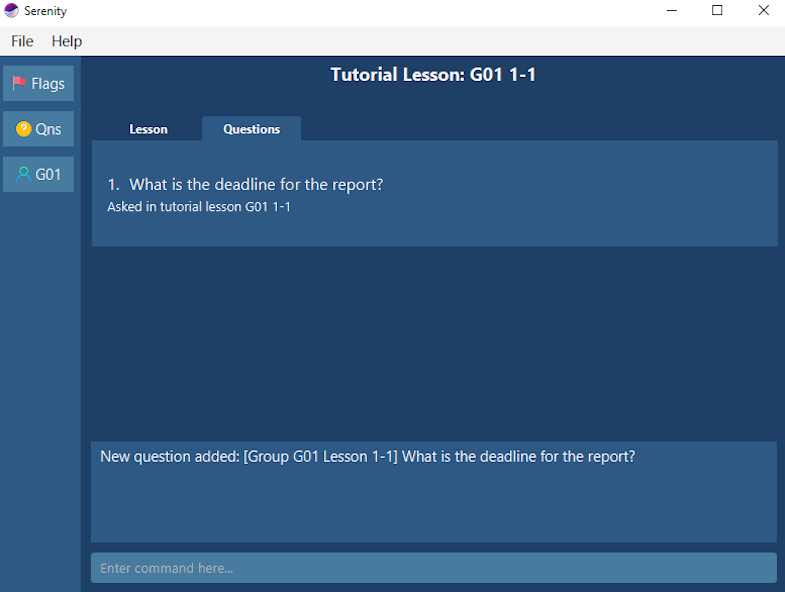 Serenity
File Help
Flags
Qns
G01
Tutorial Lesson: G01 1-1
Lesson Questions
1. What is the deadline for the report?
Asked in tutorial lesson G01 1-1
New question added: [Group G01 Lesson 1-1] What is the deadline for the report?
Enter command here...